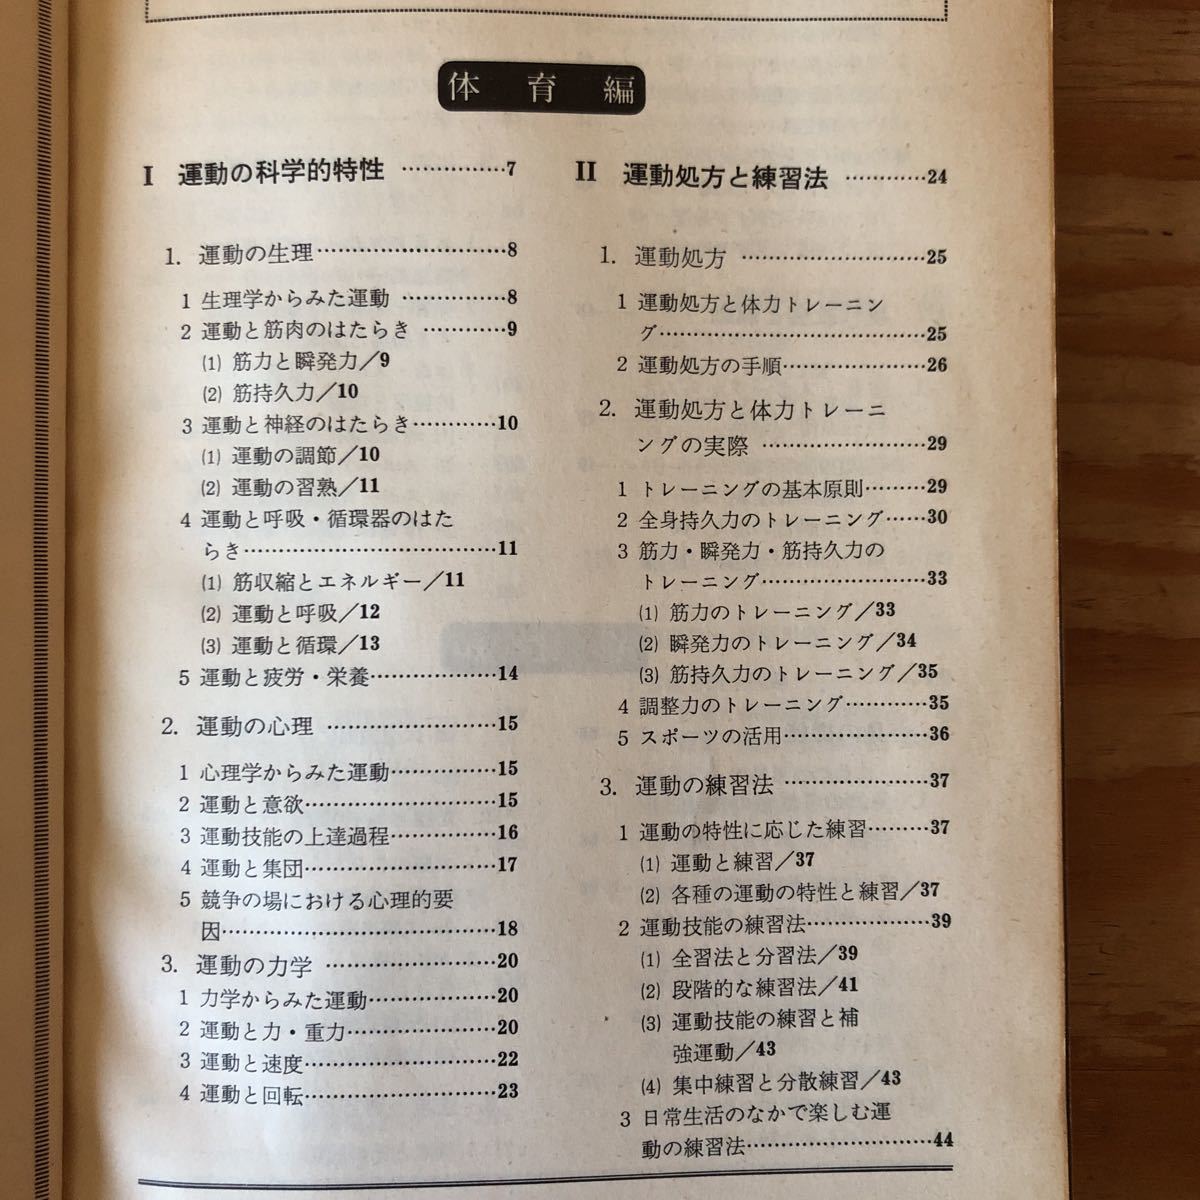 体育編
I 運動の科学的特性 ……………7
1. 運動の生理……………………8
1 生理学からみた運動 ……………8
2 運動と筋肉のはたらき …………9
(1) 筋力と瞬発力／9
(2) 筋持久力／10
3 運動と神経のはたらき…………10
(1) 運動の調節／10
(2) 運動の習熟／11
4 運動と呼吸・循環器のはた
らき………………………………11
(1) 筋収縮とエネルギー／11
(2) 運動と呼吸／12
(3) 運動と循環／13
5 運動と疲労・栄養………………14
2. 運動の心理 ……………………15
1 心理学からみた運動……………15
2 運動と意欲………………………15
3 運動技能の上達過程……………16
4 運動と集団………………………17
5 競争の場における心理的要
因…………………………………18
3. 運動の力学 ……………………20
1 力学からみた運動………………20
2 運動と力・重力…………………20
3 運動と速度………………………22
4 運動と回転………………………23
II 運動処方と練習法 …………24
1. 運動処方 ………………………25
1 運動処方と体力トレーニン
グ…………………………………25
2 運動処方の手順…………………26
2. 運動処方と体力トレーニ
ングの実際 ……………………29
1 トレーニングの基本原則………29
2 全身持久力のトレーニング……30
3 筋力・瞬発力・筋持久力の
トレーニング……………………33
(1) 筋力のトレーニング／33
(2) 瞬発力のトレーニング／34
(3) 筋持久力のトレーニング／35
4 調整力のトレーニング…………35
5 スポーツの活用…………………36
3. 運動の練習法 …………………37
1 運動の特性に応じた練習………37
(1) 運動と練習／37
(2) 各種の運動の特性と練習／37
2 運動技能の練習法………………39
(1) 全習法と分習法／39
(2) 段階的な練習法／41
(3) 運動技能の練習と補
強運動／43
(4) 集中練習と分散練習／43
3 日常生活のなかで楽しむ運
動の練習法………………………44